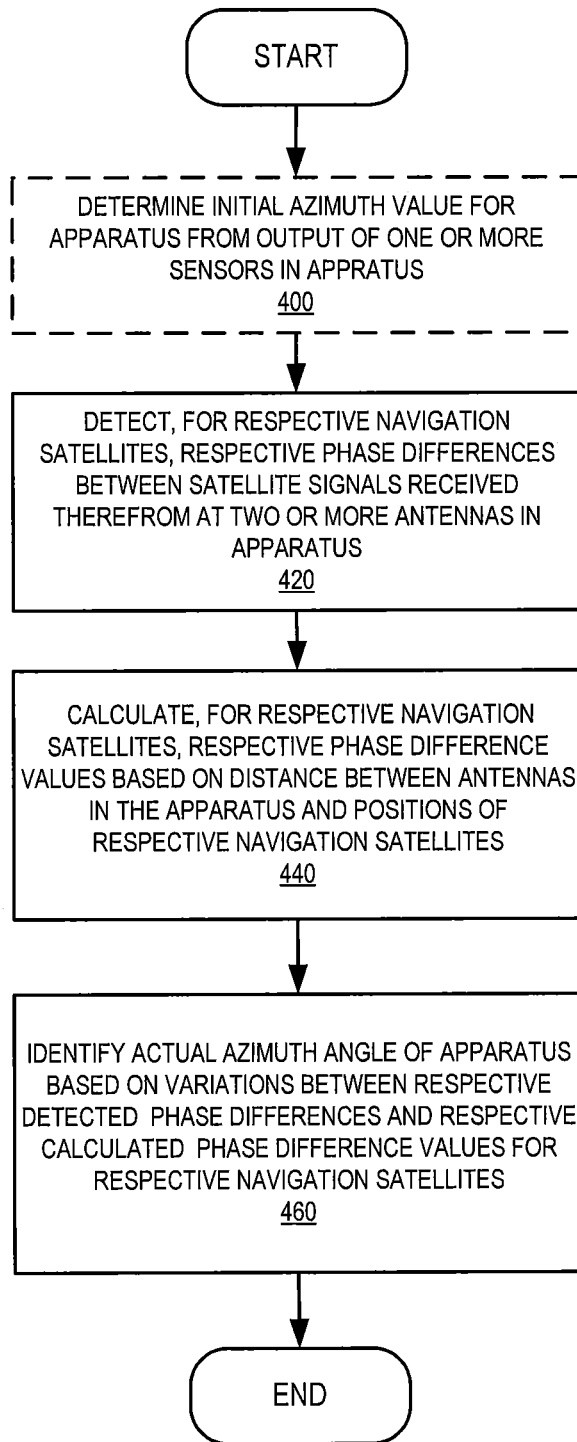 START
DETERMINE INITIAL AZIMUTH VALUE FOR
APPARATUS FROM OUTPUT OF ONE OR MORE
SENSORS IN APPRATUS
400
DETECT, FOR RESPECTIVE NAVIGATION
SATELLITES, RESPECTIVE PHASE DIFFERENCES
BETWEEN SATELLITE SIGNALS RECEIVED
THEREFROM AT TWO OR MORE ANTENNAS IN
APPARATUS
420
CALCULATE, FOR RESPECTIVE NAVIGATION
SATELLITES, RESPECTIVE PHASE DIFFERENCE
VALUES BASED ON DISTANCE BETWEEN ANTENNAS
IN THE APPARATUS AND POSITIONS OF
RESPECTIVE NAVIGATION SATELLITES
440
IDENTIFY ACTUAL AZIMUTH ANGLE OF APPARATUS
BASED ON VARIATIONS BETWEEN RESPECTIVE
DETECTED PHASE DIFFERENCES AND RESPECTIVE
CALCULATED PHASE DIFFERENCE VALUES FOR
RESPECTIVE NAVIGATION SATELLITES
460
END